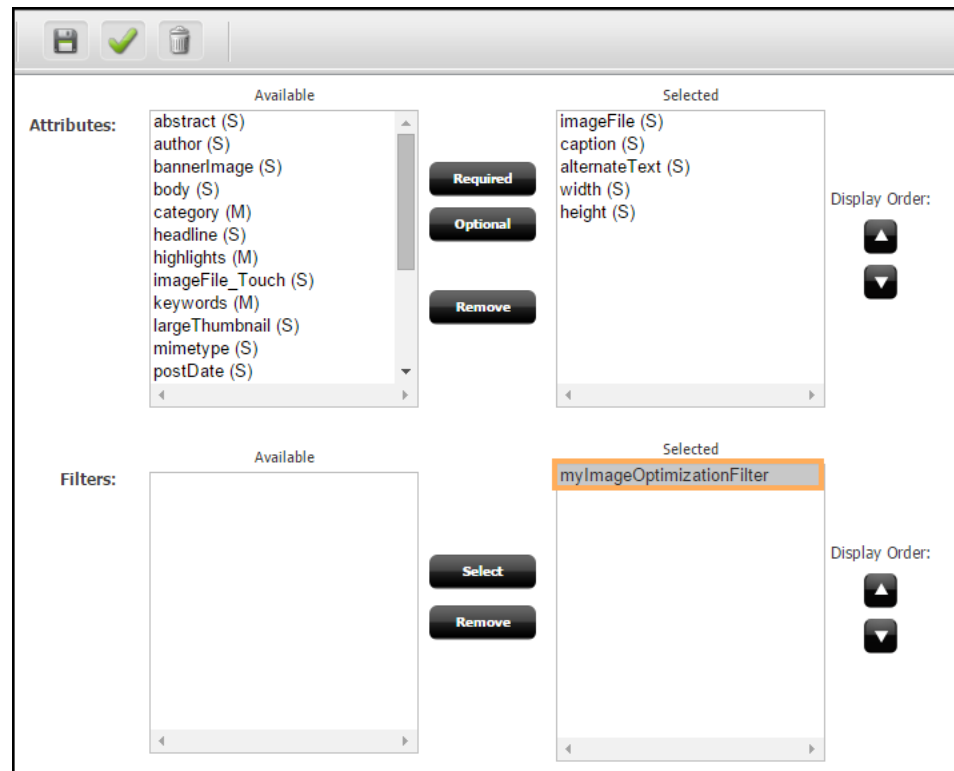 Available
Selected
Attributes:
abstract (S)
author (S)
bannerImage (S)
body (S)
category (M)
headline (S)
highlights (M)
imageFile_Touch (S)
keywords (M)
largeThumbnail (S)
mimetype (S)
postDate (S)
Required
Optional
Remove
imageFile (S)
caption (S)
alternateText (S)
width (S)
height (S)
Display Order:
Available
Selected
Filters:
Select
Remove
myImageOptimizationFilter
Display Order: